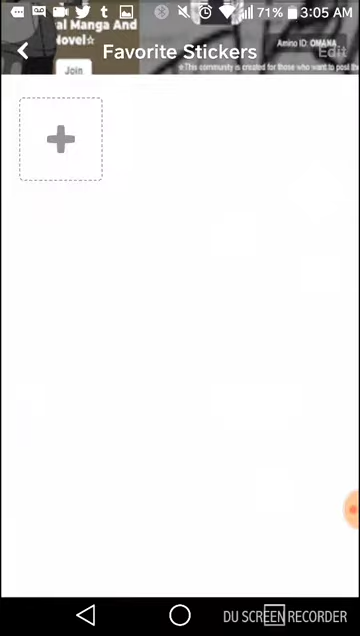 71% 3:05 AM
al Manga And
Novel☆
Join
Favorite Stickers
Amino ID: OMANA
Edit
★This community is created for those who want to post the
DU SCREEN RECORDER